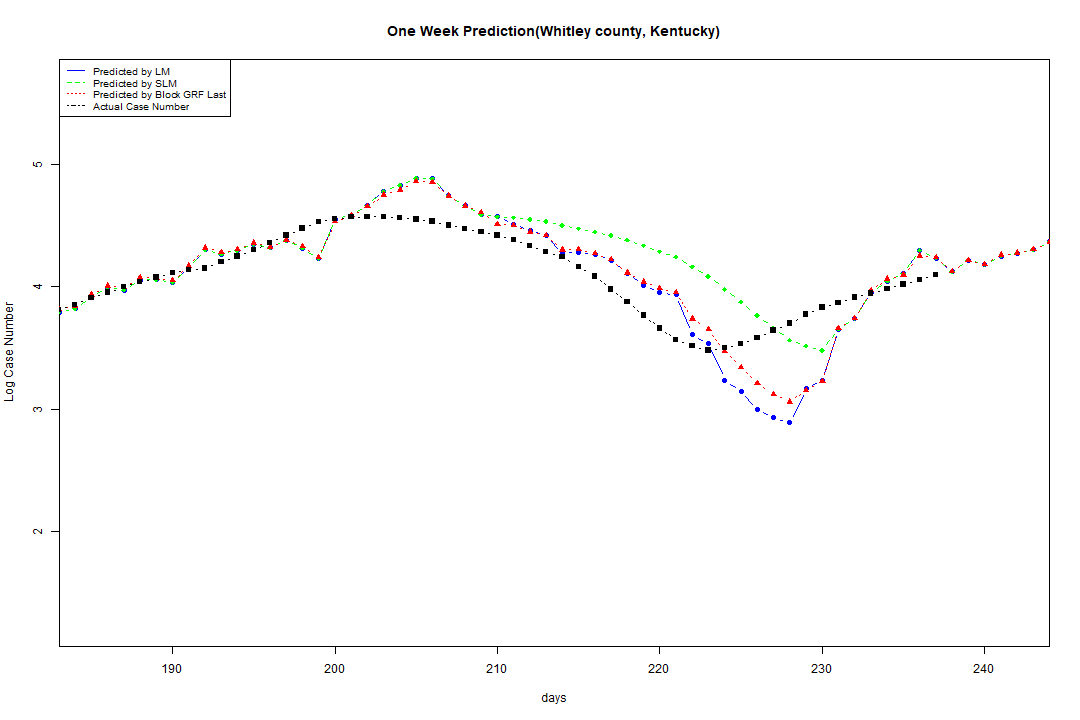 One Week Prediction(Whitley county, Kentucky)
Predicted by LM
Predicted by SLM
Predicted by Block GRF Last
Actual Case Number
5
4
3
2
Log Case Number
190 200 210 220 230 240
days